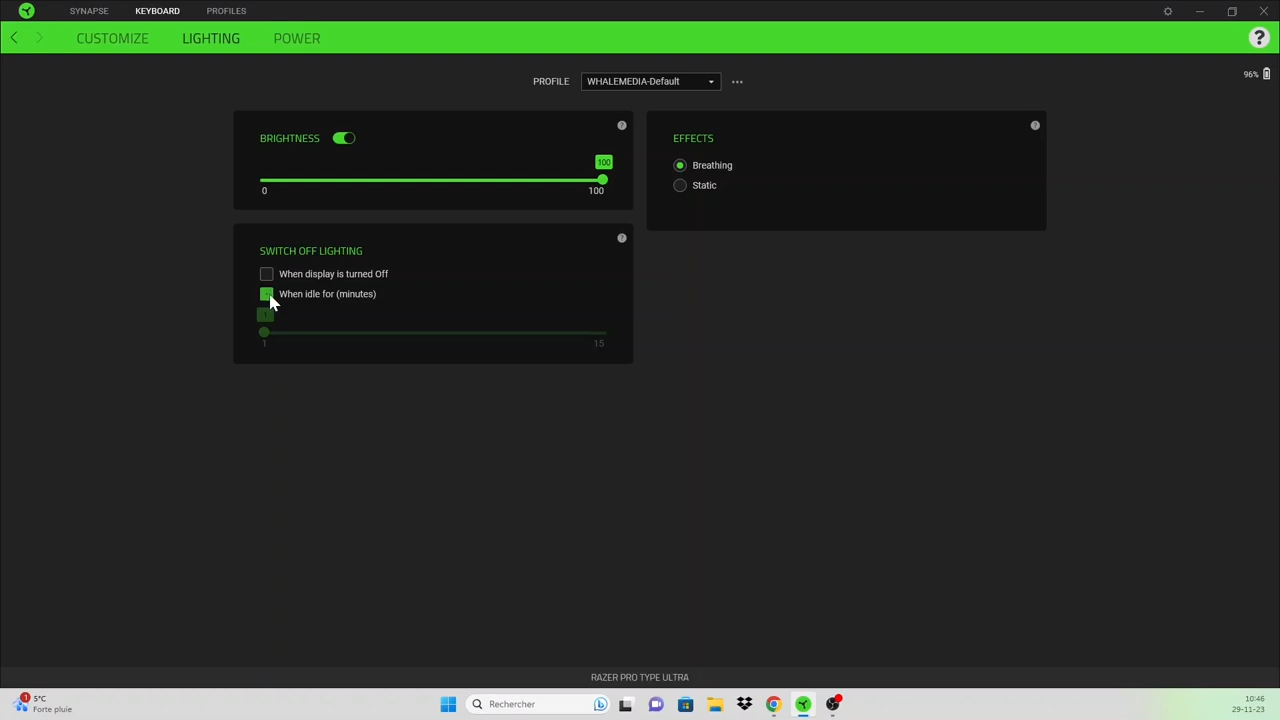 SYNAPSE KEYBOARD PROFILES
CUSTOMIZE LIGHTING POWER
?
PROFILE WHALEMEDIA-Default
96%
BRIGHTNESS
?
100
0 100
EFFECTS
?
Breathing
Static
SWITCH OFF LIGHTING
?
When display is turned Off
When idle for (minutes)
1
1 15
RAZER PRO TYPE ULTRA
1
5°C
Forte pluie
Rechercher
10:46
29-11-23